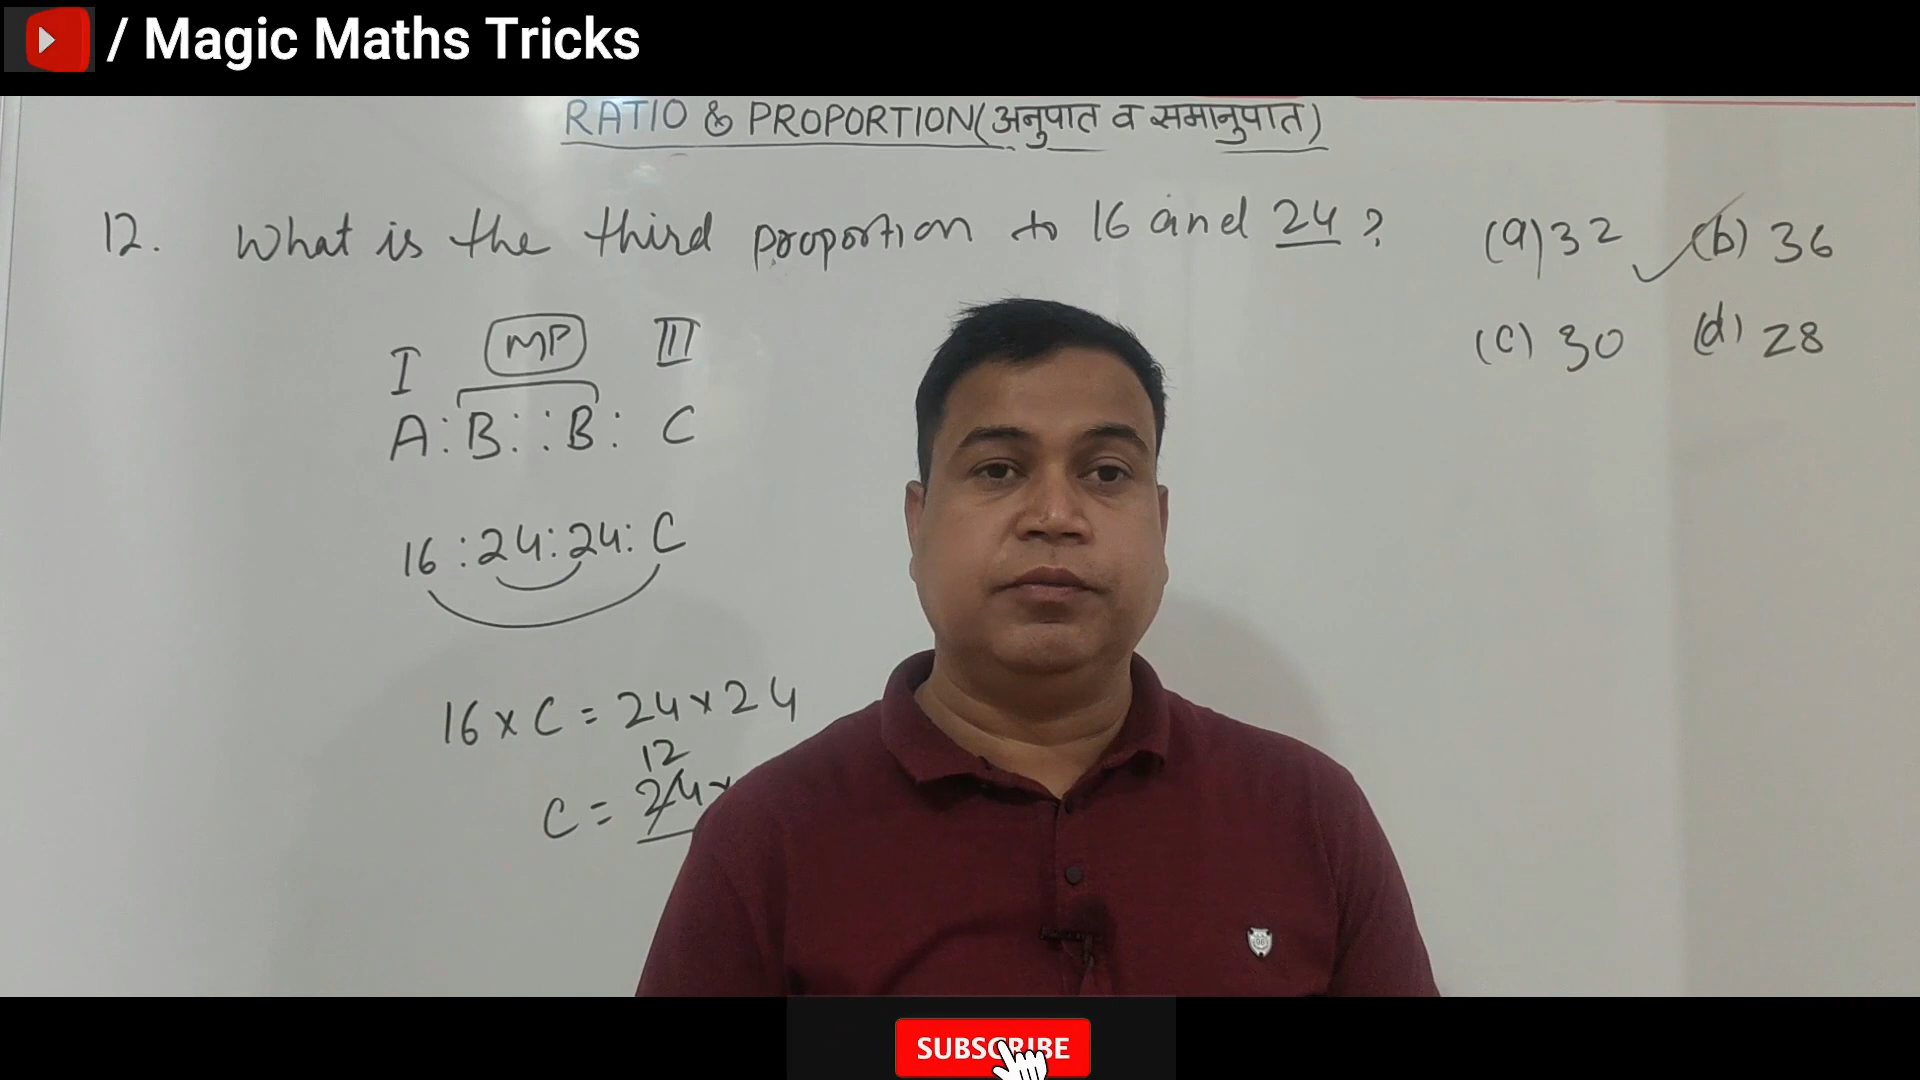 / Magic Maths Tricks
RATIO & PROPORTION(अनुपात व समानुपात)
12. What is the third proportion to 16 and 24 ?
(a) 32 (b) 36
(c) 30 (d) 28
I MP III
A : B :: B : C
16 : 24 : 24 : C
16 × C = 24 × 24
12
C = 24 ×
SUBSCRIBE